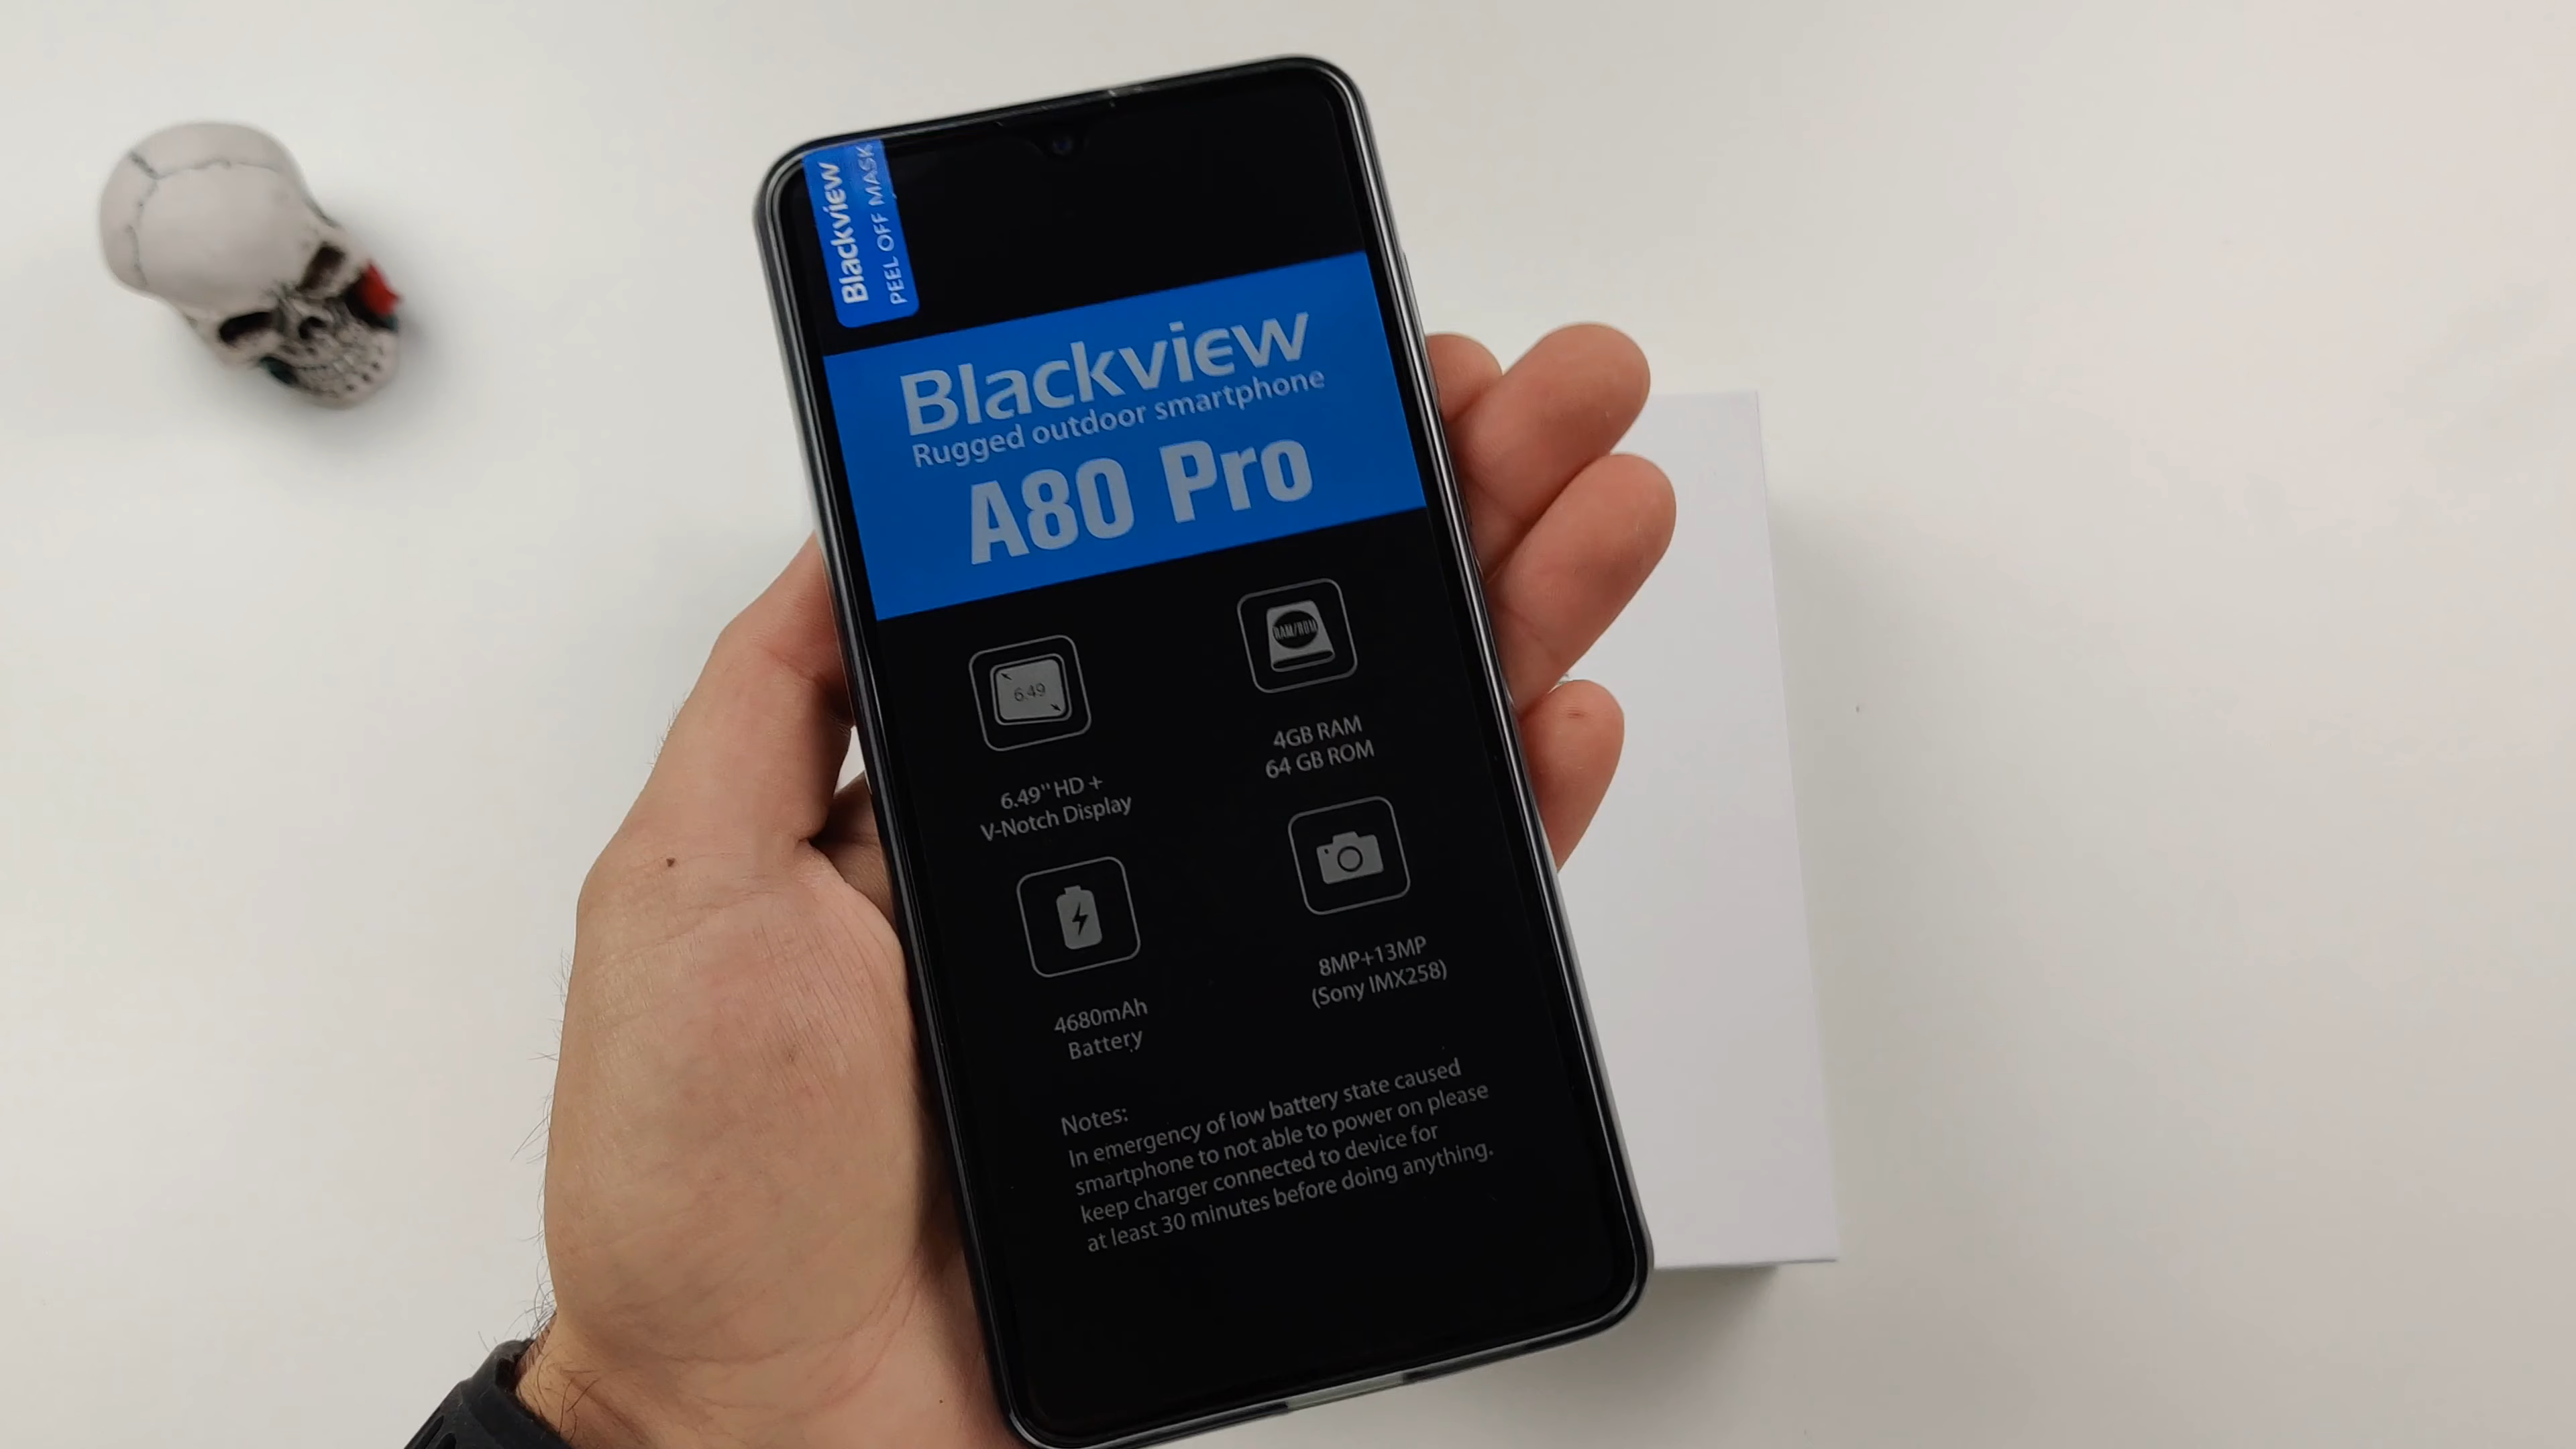 Blackview
PEEL OFF MASK
Blackview
Rugged outdoor smartphone
A80 Pro
6.49
RAM/ROM
6.49" HD +
V-Notch Display
4GB RAM
64 GB ROM
4680mAh
Battery
8MP+13MP
(Sony IMX258)
Notes:
In emergency of low battery state caused
smartphone to not able to power on please
keep charger connected to device for
at least 30 minutes before doing anything.